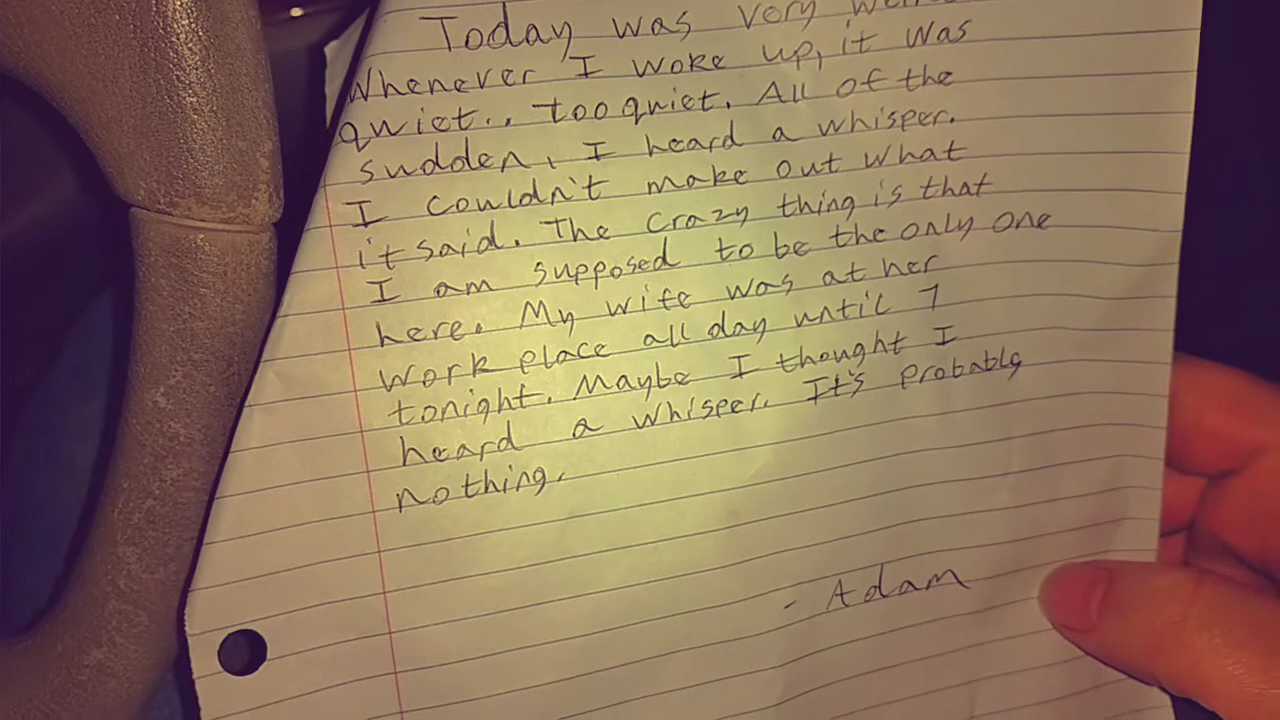 Today was very
Whenever I woke up, it was
quiet.. too quiet. All of the
sudden, I heard a whisper.
I couldn't make out what
it said. The crazy thing is that
I am supposed to be the only one
here. My wife was at her
work place all day until 7
tonight. Maybe I thought I
heard a whisper. It's probably
nothing.
- Adam